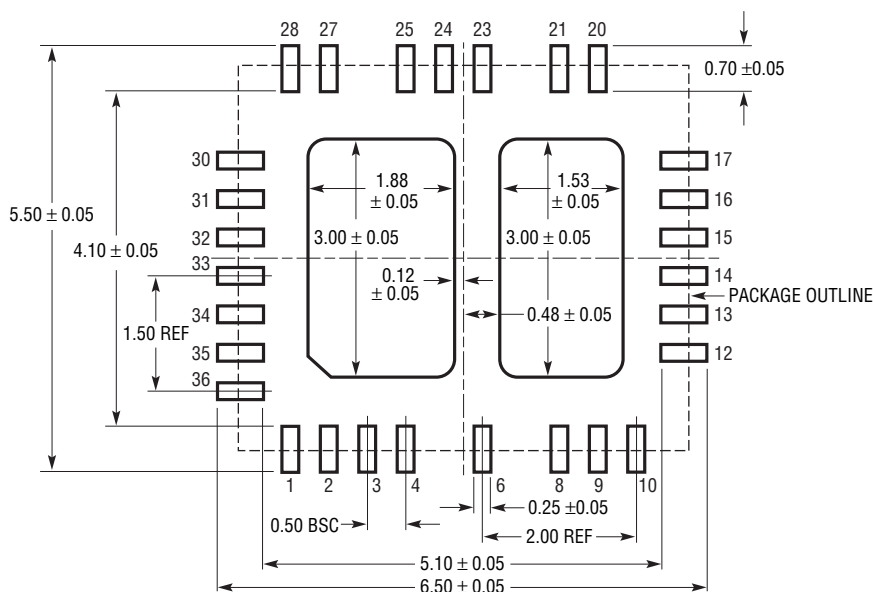 28 27 25 24 23 21 20
0.70 ±0.05
30
31
32
33
34
35
36
17
16
15
14
13
12
5.50 ± 0.05
4.10 ± 0.05
1.50 REF
1.88
± 0.05
3.00 ± 0.05
1.53
± 0.05
3.00 ± 0.05
0.12
± 0.05
0.48 ± 0.05
PACKAGE OUTLINE
1 2 3 4 6 8 9 10
0.50 BSC
0.25 ±0.05
2.00 REF
5.10 ± 0.05
6.50 ± 0.05